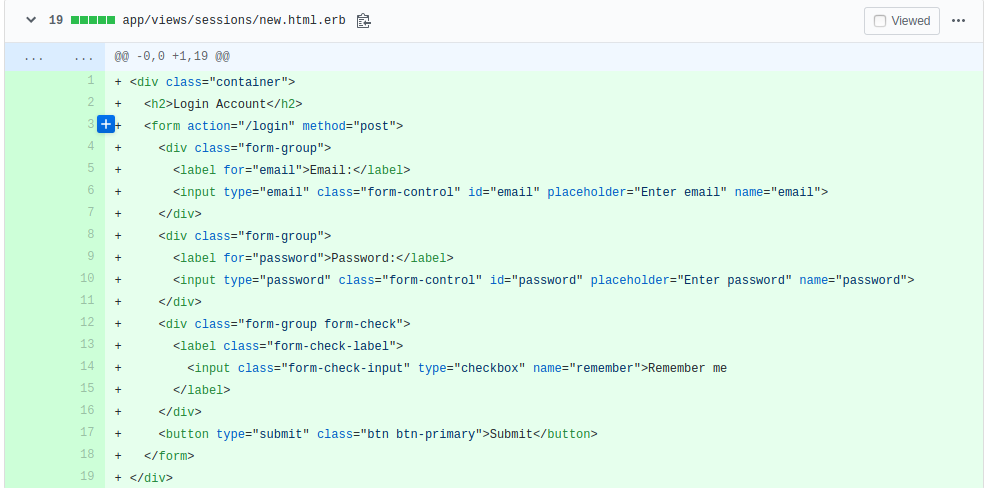 19 app/views/sessions/new.html.erb Viewed ...
... ... @@ -0,0 +1,19 @@
1 + <div class="container">
2 +   <h2>Login Account</h2>
3 +   <form action="/login" method="post">
4 +     <div class="form-group">
5 +       <label for="email">Email:</label>
6 +       <input type="email" class="form-control" id="email" placeholder="Enter email" name="email">
7 +     </div>
8 +     <div class="form-group">
9 +       <label for="password">Password:</label>
10 +       <input type="password" class="form-control" id="password" placeholder="Enter password" name="password">
11 +     </div>
12 +     <div class="form-group form-check">
13 +       <label class="form-check-label">
14 +         <input class="form-check-input" type="checkbox" name="remember">Remember me
15 +       </label>
16 +     </div>
17 +     <button type="submit" class="btn btn-primary">Submit</button>
18 +   </form>
19 + </div>